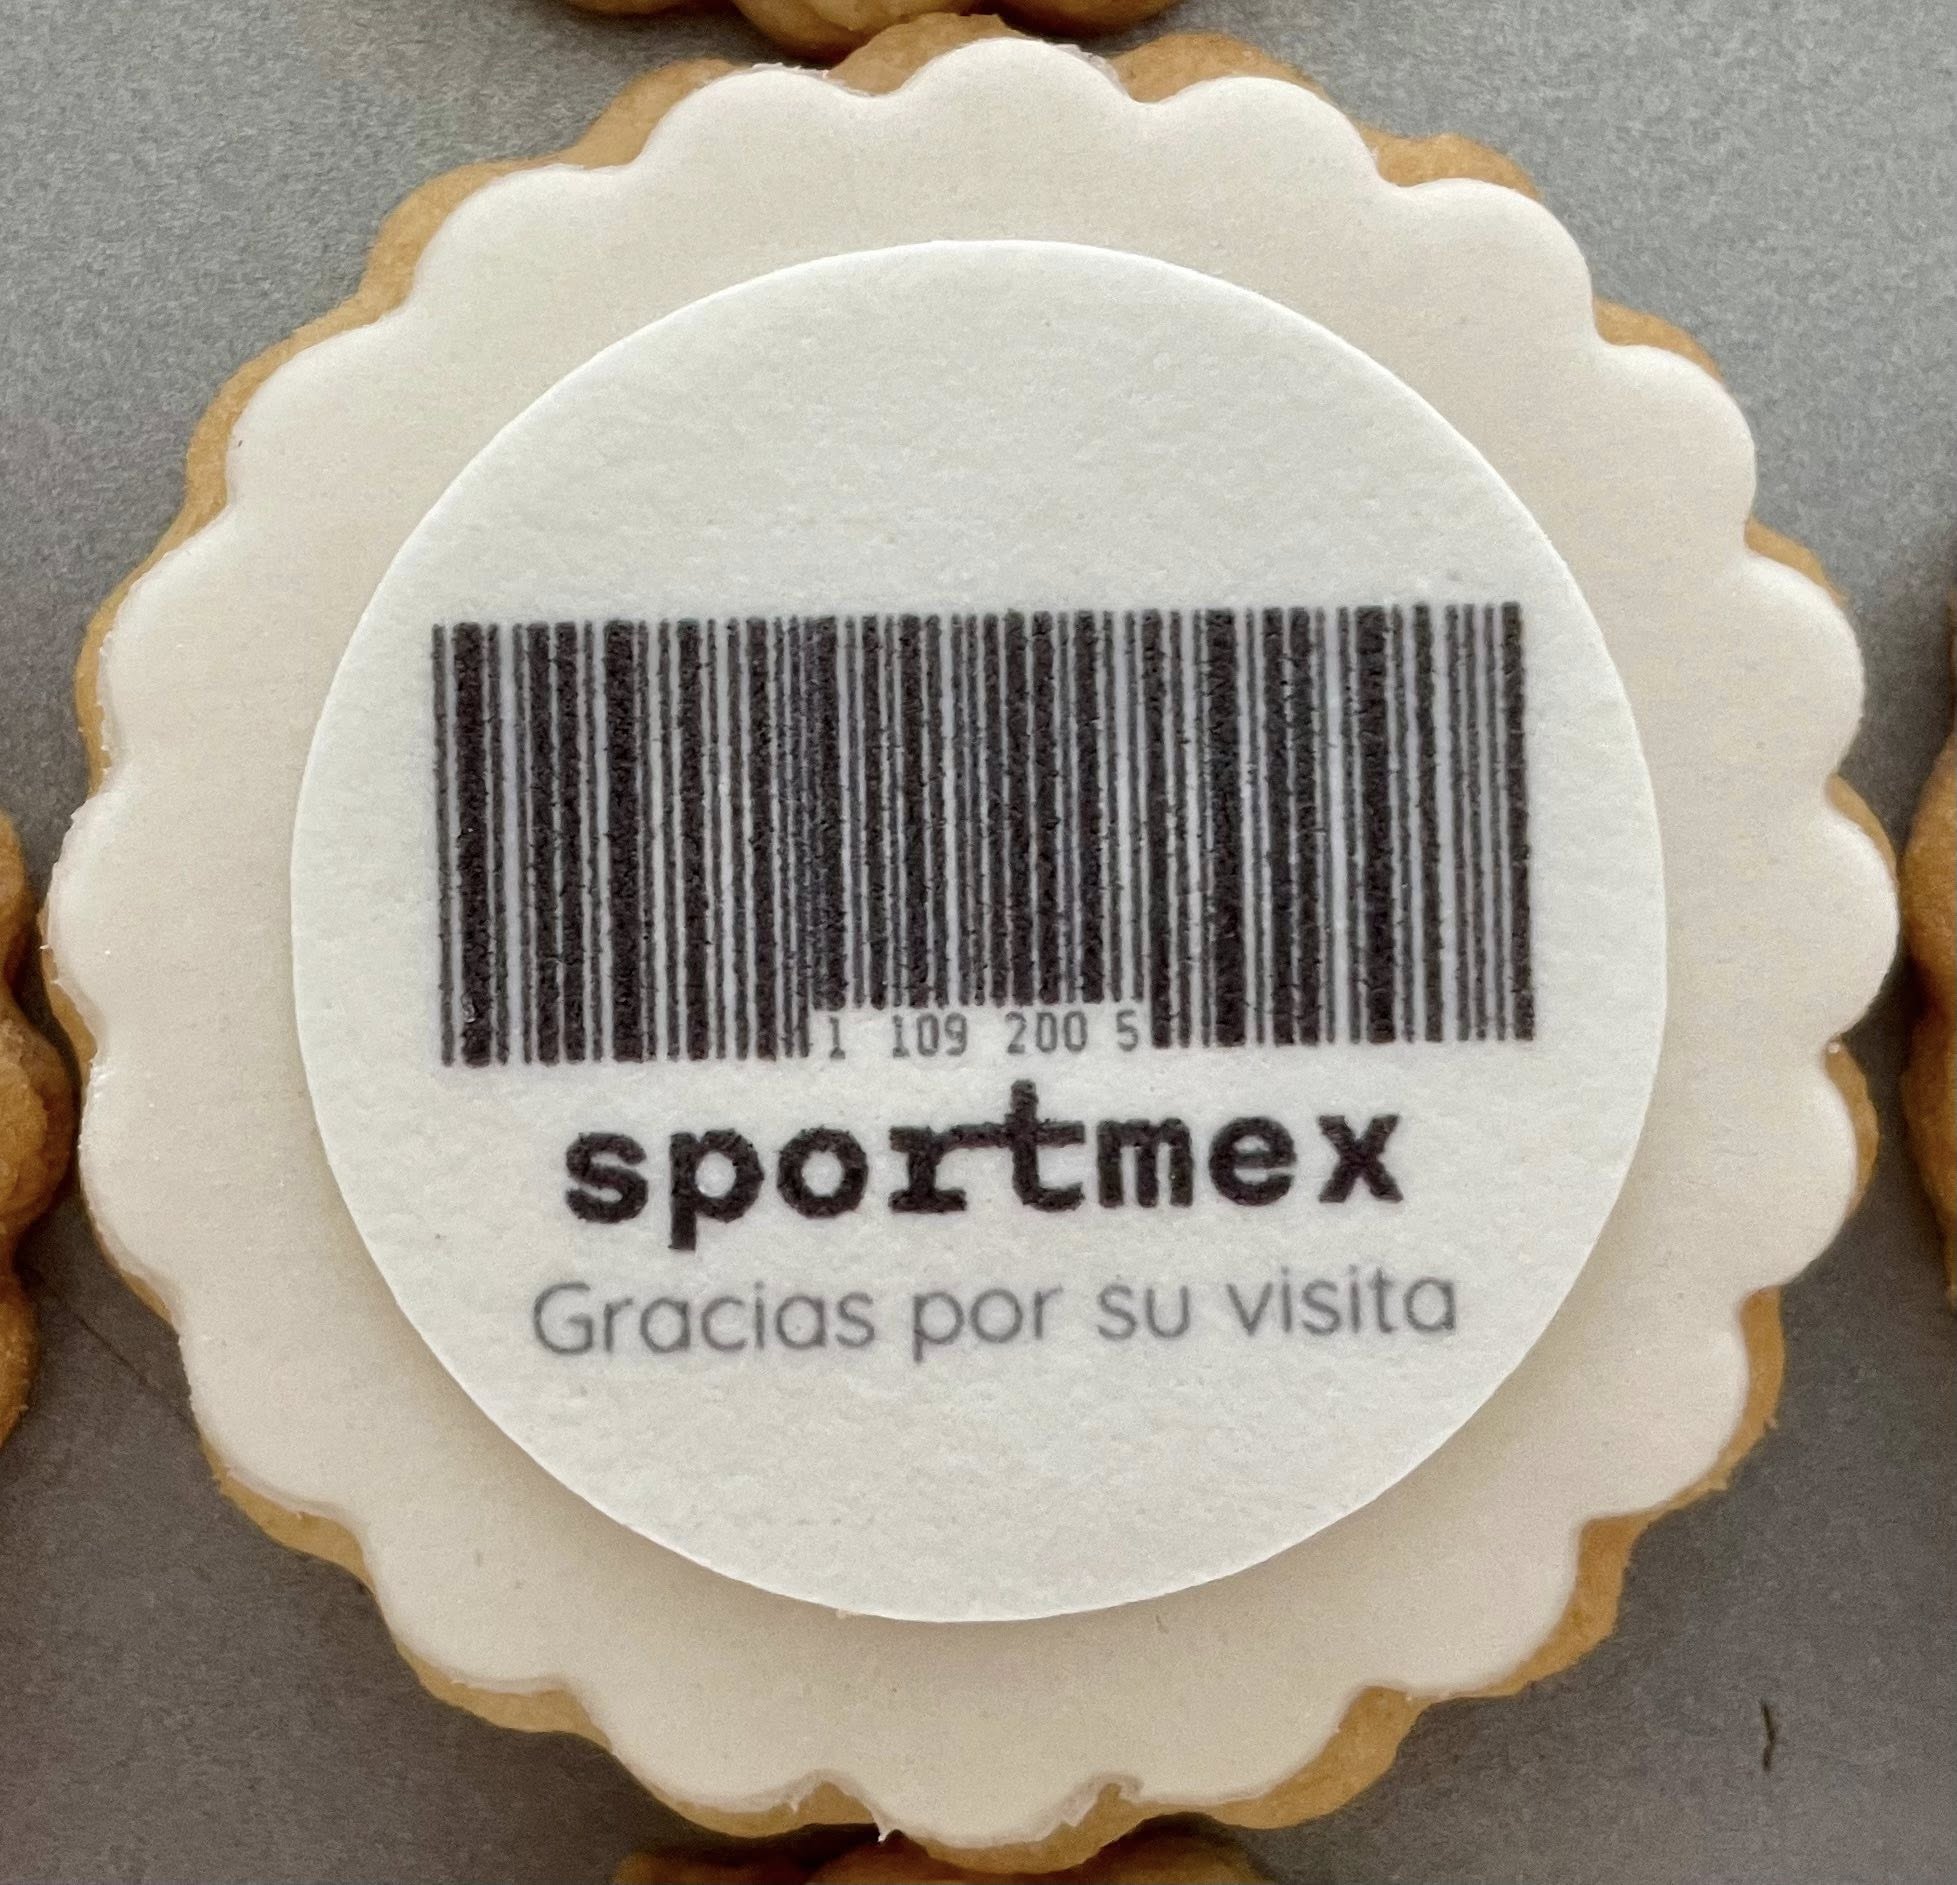 1 109 200 5
sportmex
Gracias por su visita